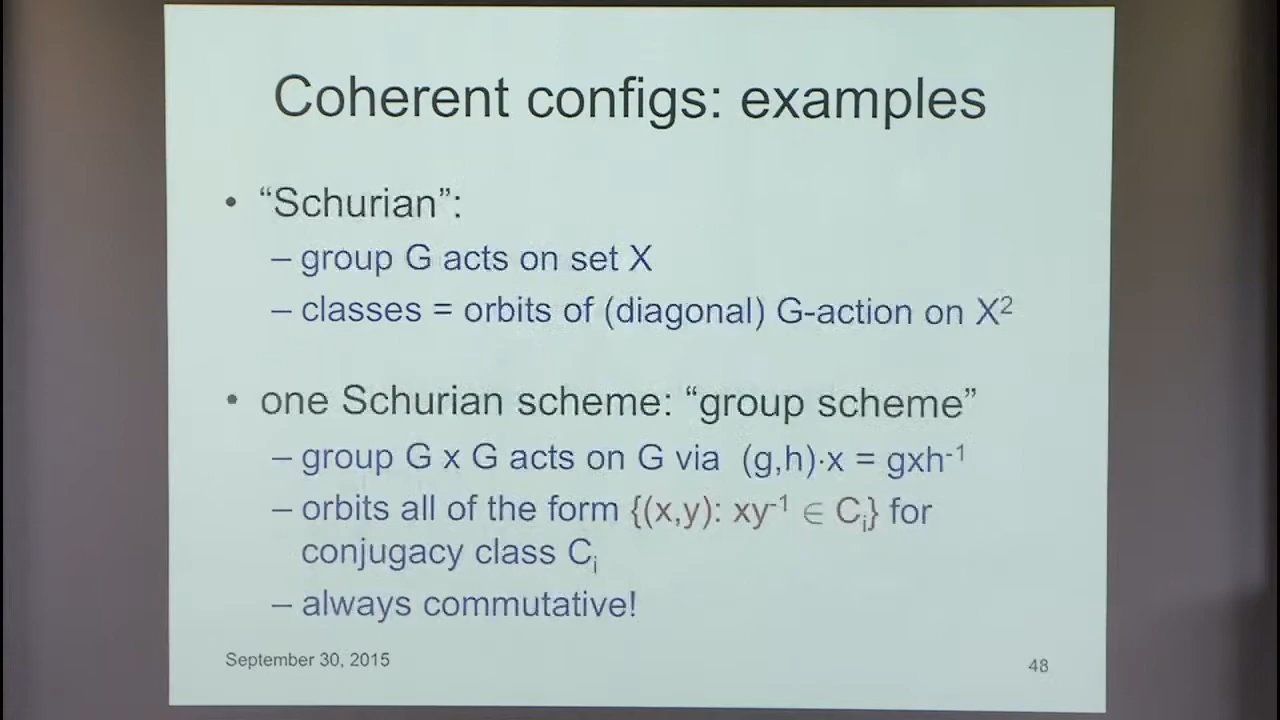 Coherent configs: examples
• “Schurian”:
– group G acts on set X
– classes = orbits of (diagonal) G-action on X²
• one Schurian scheme: “group scheme”
– group G x G acts on G via (g,h)·x = gxh⁻¹
– orbits all of the form {(x,y): xy⁻¹ ∈ Cᵢ} for
conjugacy class Cᵢ
– always commutative!
September 30, 2015
48